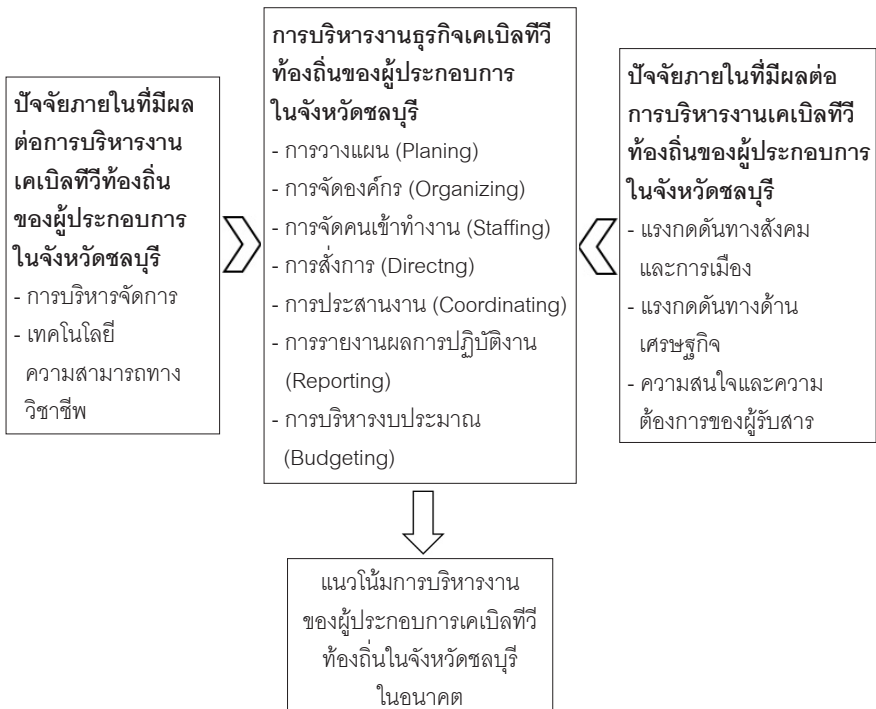 ปัจจัยภายในที่มีผล
ต่อการบริหารงาน
เคเบิลทีวีท้องถิ่น
ของผู้ประกอบการ
ในจังหวัดชลบุรี
- การบริหารจัดการ
- เทคโนโลยี
ความสามารถทาง
วิชาชีพ
การบริหารงานธุรกิจเคเบิลทีวี
ท้องถิ่นของผู้ประกอบการ
ในจังหวัดชลบุรี
- การวางแผน (Planing)
- การจัดองค์กร (Organizing)
- การจัดคนเข้าทำงาน (Staffing)
- การสั่งการ (Directng)
- การประสานงาน (Coordinating)
- การรายงานผลการปฏิบัติงาน
(Reporting)
- การบริหารงบประมาณ
(Budgeting)
ปัจจัยภายในที่มีผลต่อ
การบริหารงานเคเบิลทีวี
ท้องถิ่นของผู้ประกอบการ
ในจังหวัดชลบุรี
- แรงกดดันทางสังคม
และการเมือง
- แรงกดดันทางด้าน
เศรษฐกิจ
- ความสนใจและความ
ต้องการของผู้รับสาร
แนวโน้มการบริหารงาน
ของผู้ประกอบการเคเบิลทีวี
ท้องถิ่นในจังหวัดชลบุรี
ในอนาคต